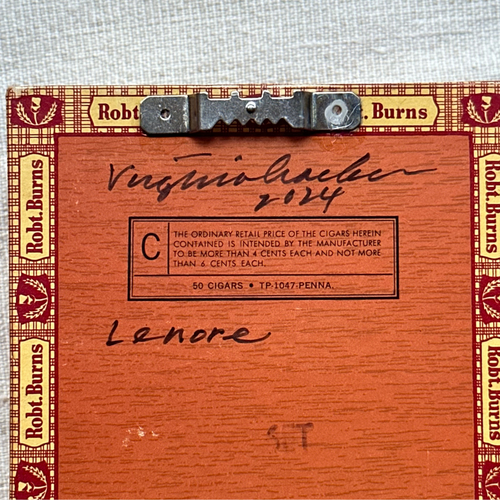 Robt. Burns
Virginia
2024
C
THE ORDINARY RETAIL PRICE OF THE CIGARS HEREIN
CONTAINED IS INTENDED BY THE MANUFACTURER
TO BE MORE THAN 4 CENTS EACH AND NOT MORE
THAN 6 CENTS EACH.
50 CIGARS • TP-1047-PENNA.
Lenore
Robt. Burns
Robt. Burns
Robt. Burns
Robt. Burns